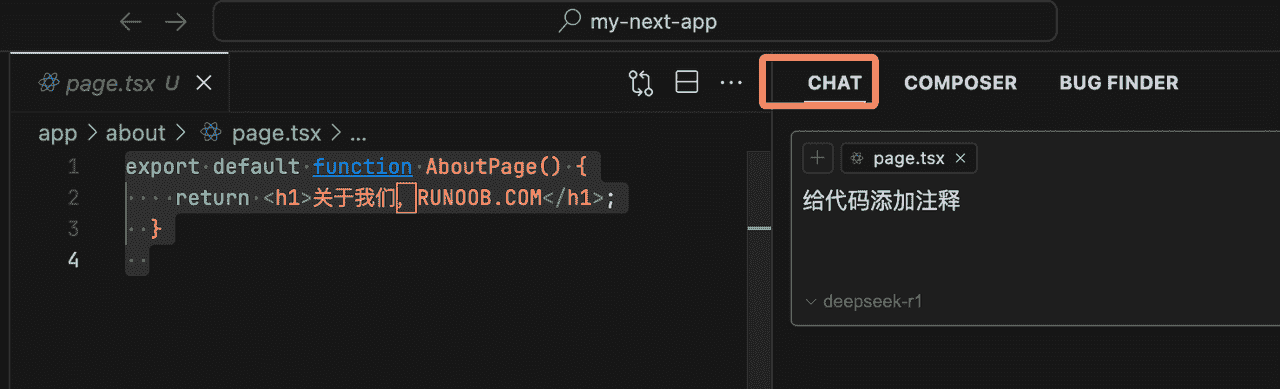 my-next-app
page.tsx U
CHAT COMPOSER BUG FINDER
app > about > page.tsx > ...
page.tsx
1 export default function AboutPage() {
2 return <h1>关于我们，RUNOOB.COM</h1>;
3 }
4
给代码添加注释
deepseek-r1